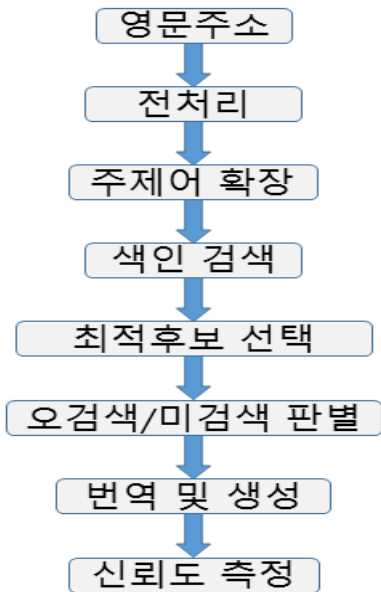 영문주소
전처리
주제어 확장
색인 검색
최적후보 선택
오검색/미검색 판별
번역 및 생성
신뢰도 측정